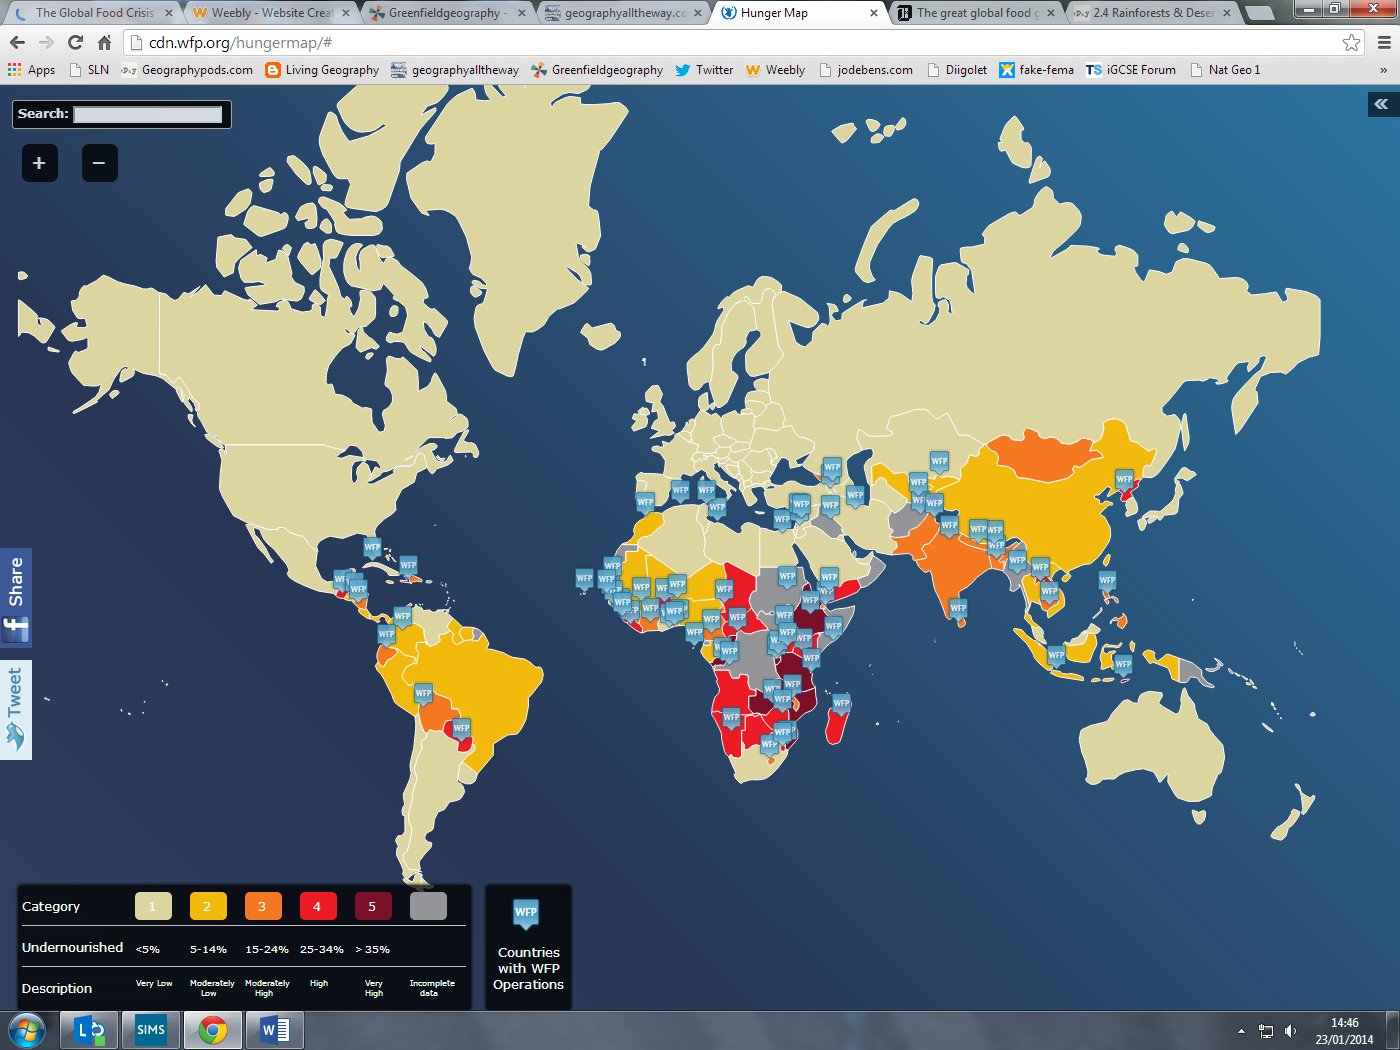 The Global Food Crisis
Weebly - Website Creat
Greenfieldgeography -
geographyalltheway.co
Hunger Map
The great global food g
2.4 Rainforests & Deser
cdn.wfp.org/hungermap/#
Apps
SLN
Geographypods.com
Living Geography
geographyalltheway
Greenfieldgeography
Twitter
Weebly
jodebens.com
Diigolet
fake-fema
iGCSE Forum
Nat Geo 1
»
Search:
+
−
Share
Tweet
Category 1 2 3 4 5
Undernourished <5% 5-14% 15-24% 25-34% > 35%
Description Very Low Moderately Low Moderately High High Very High Incomplete data
WFP
Countries
with WFP
Operations
SIMS
14:46
23/01/2014